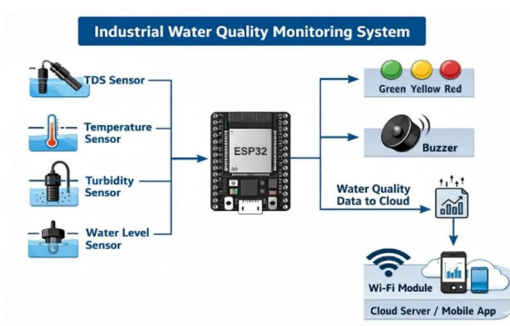 Industrial Water Quality Monitoring System
TDS Sensor
Temperature
Sensor
Turbidity
Sensor
Water Level
Sensor
ESP32
Green Yellow Red
Buzzer
Water Quality
Data to Cloud
Wi-Fi Module
Cloud Server / Mobile App